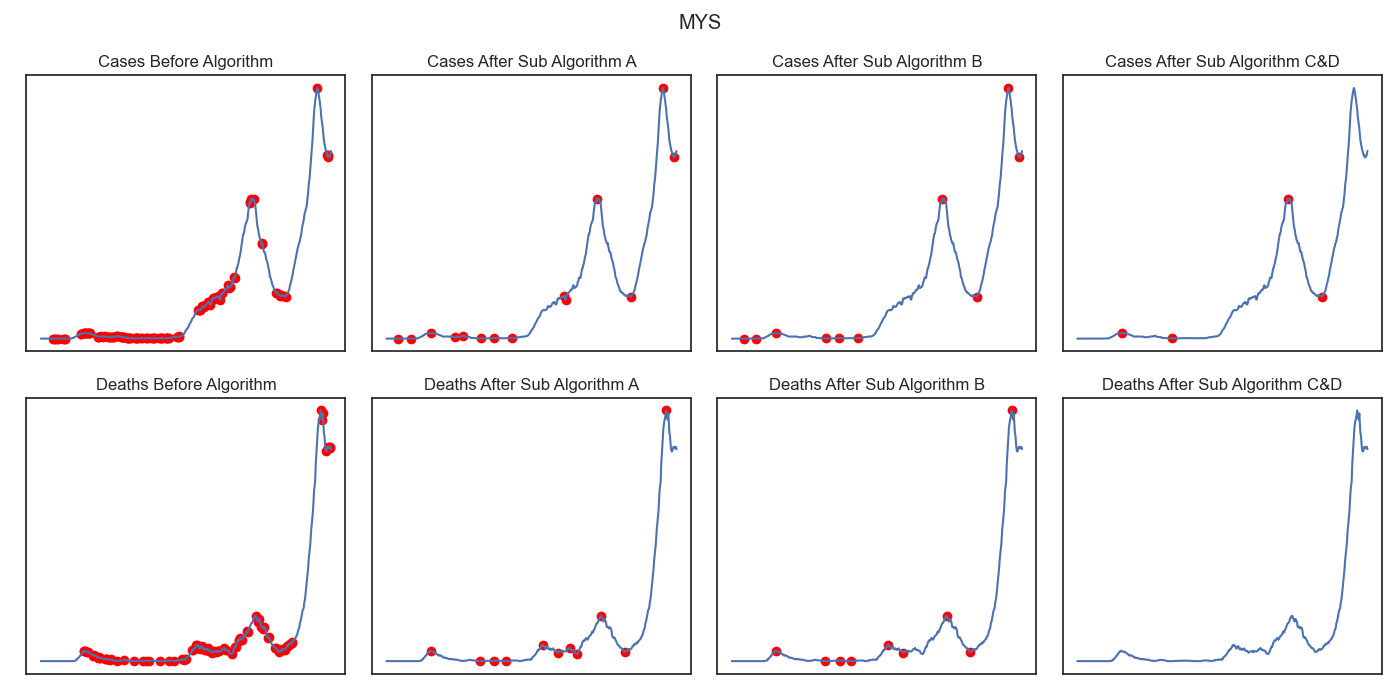 MYS
Cases Before Algorithm
Cases After Sub Algorithm A
Cases After Sub Algorithm B
Cases After Sub Algorithm C&D
Deaths Before Algorithm
Deaths After Sub Algorithm A
Deaths After Sub Algorithm B
Deaths After Sub Algorithm C&D